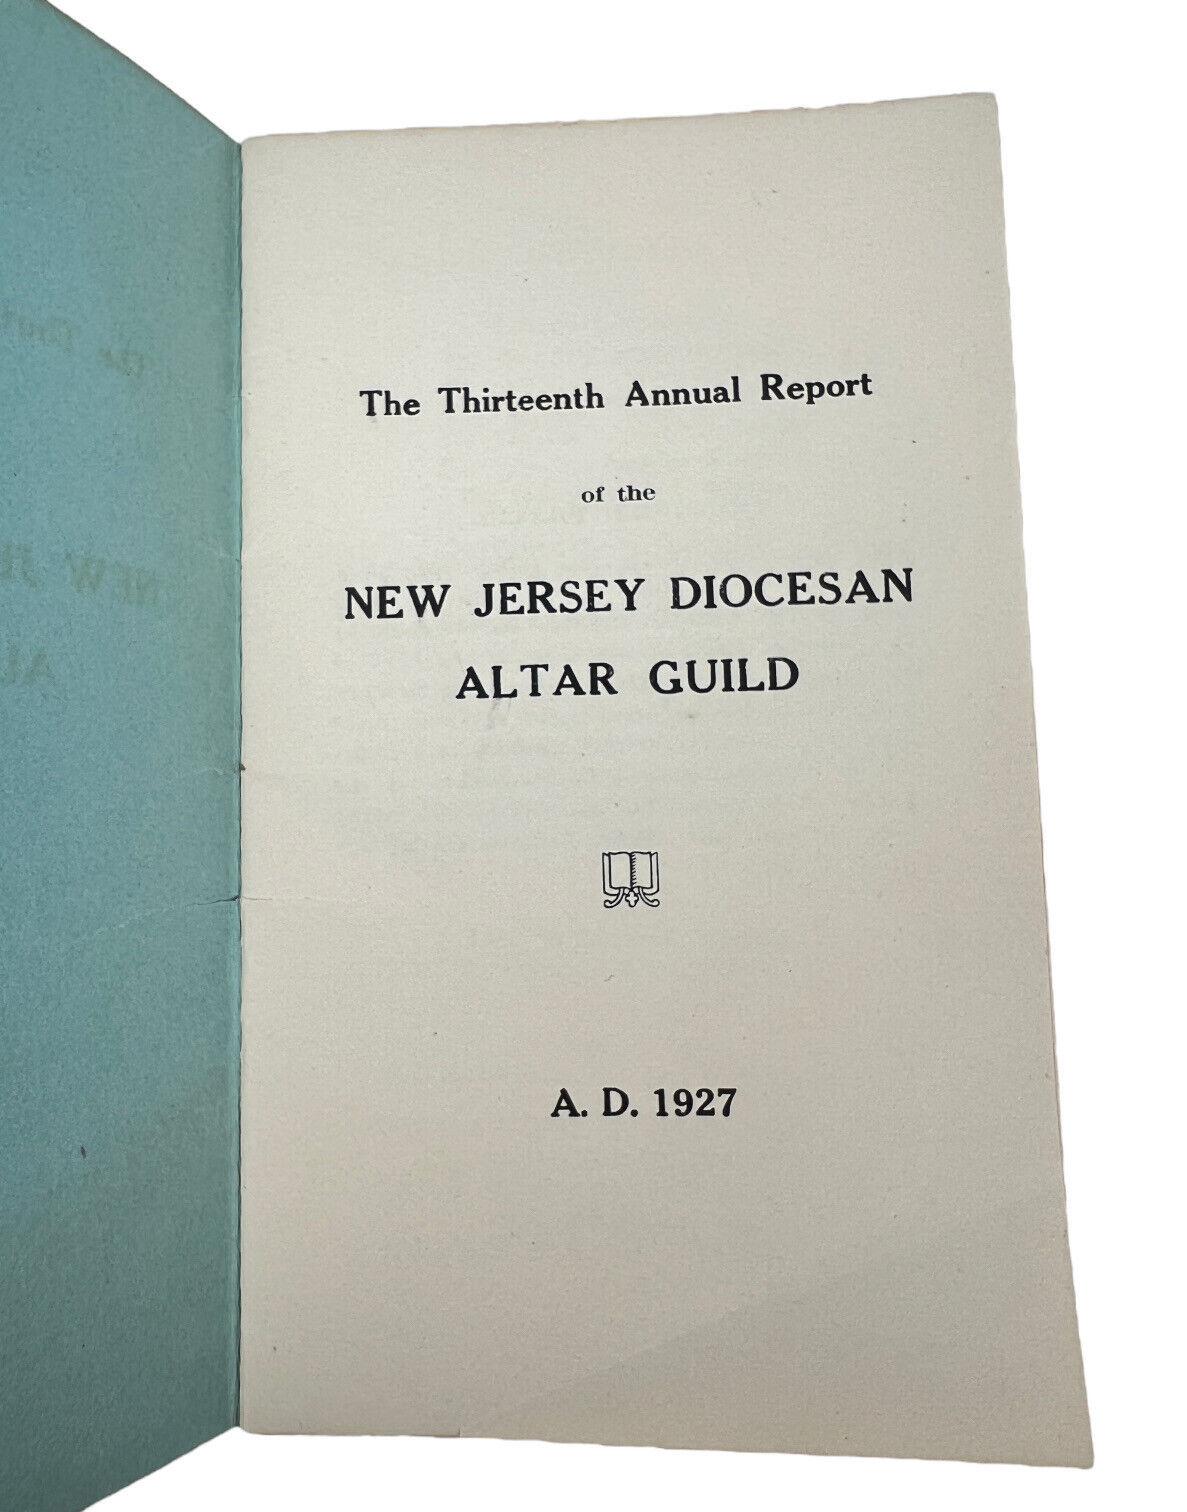 The Thirteenth Annual Report
of the
NEW JERSEY DIOCESAN
ALTAR GUILD
A. D. 1927